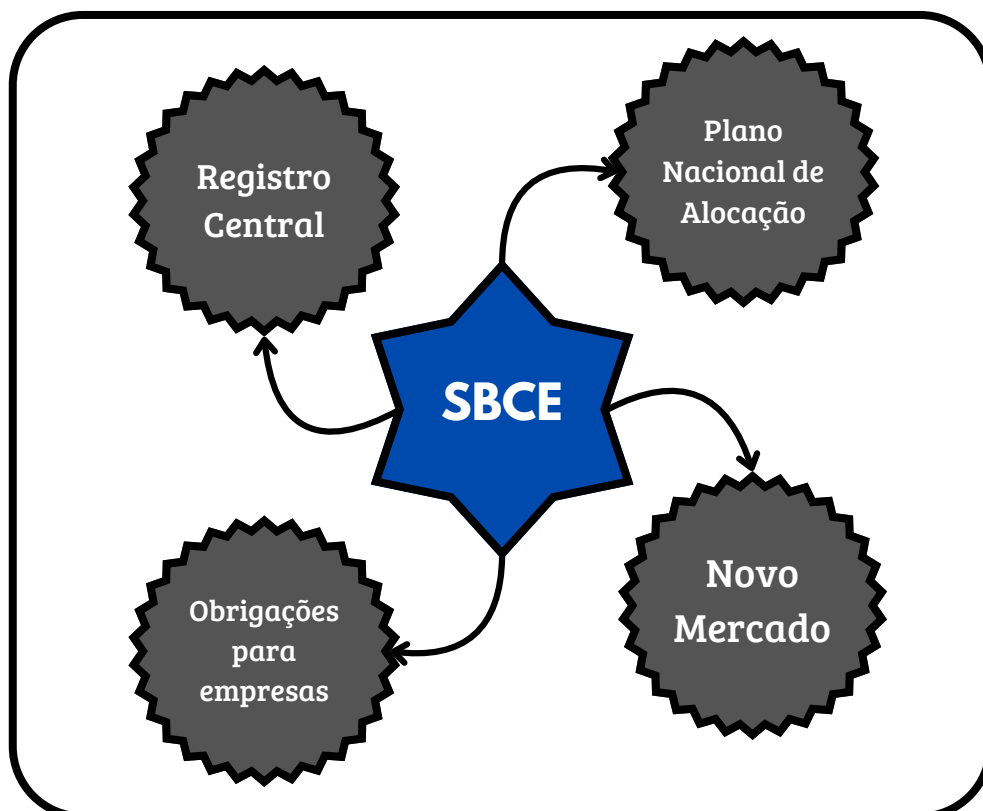 Registro
Central
Plano
Nacional de
Alocação
SBCE
Obrigações
para
empresas
Novo
Mercado